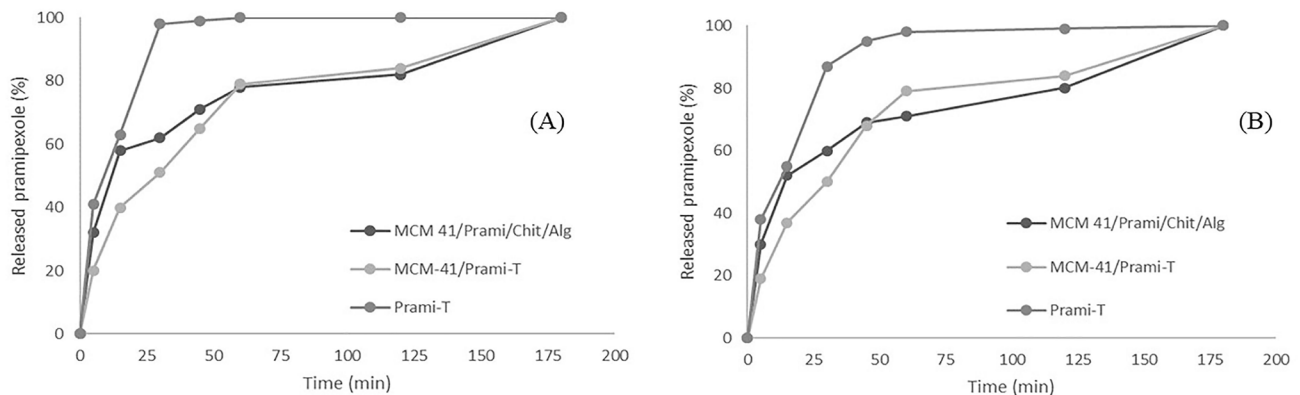 100
80
60
40
20
0
Released pramipexole (%)
(A)
MCM 41/Prami/Chit/Alg
MCM-41/Prami-T
Prami-T
0 25 50 75 100 125 150 175 200
Time (min)
100
80
60
40
20
0
Released pramipexole (%)
(B)
MCM 41/Prami/Chit/Alg
MCM-41/Prami-T
Prami-T
0 25 50 75 100 125 150 175 200
Time (min)